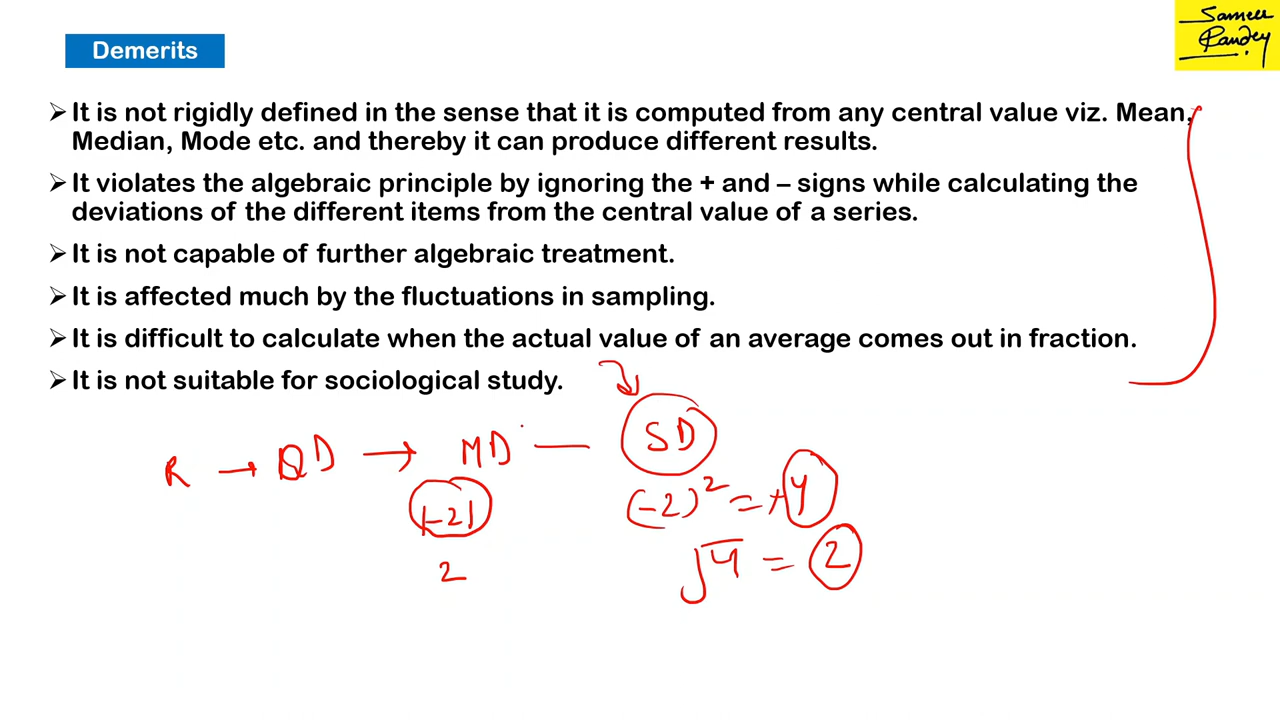 Sameer
Pandey
Demerits
➢ It is not rigidly defined in the sense that it is computed from any central value viz. Mean,
Median, Mode etc. and thereby it can produce different results.
➢ It violates the algebraic principle by ignoring the + and – signs while calculating the
deviations of the different items from the central value of a series.
➢ It is not capable of further algebraic treatment.
➢ It is affected much by the fluctuations in sampling.
➢ It is difficult to calculate when the actual value of an average comes out in fraction.
➢ It is not suitable for sociological study.
R → QD → MD — SD
|-2| (-2)² = +4
2 √4 = 2